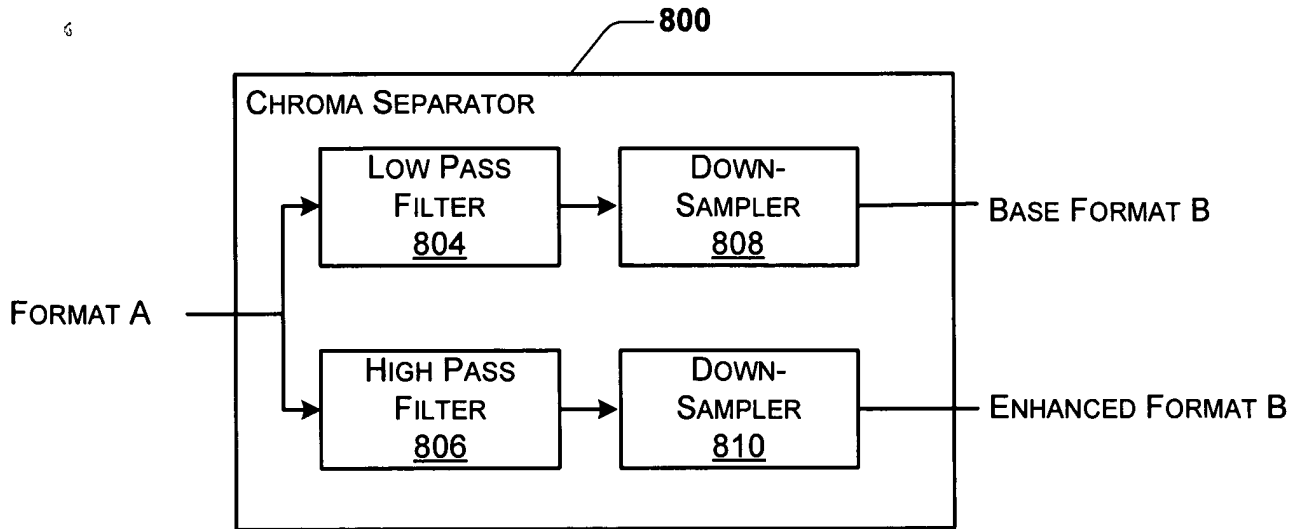 800
CHROMA SEPARATOR
LOW PASS
FILTER
804
DOWN-
SAMPLER
808
BASE FORMAT B
FORMAT A
HIGH PASS
FILTER
806
DOWN-
SAMPLER
810
ENHANCED FORMAT B